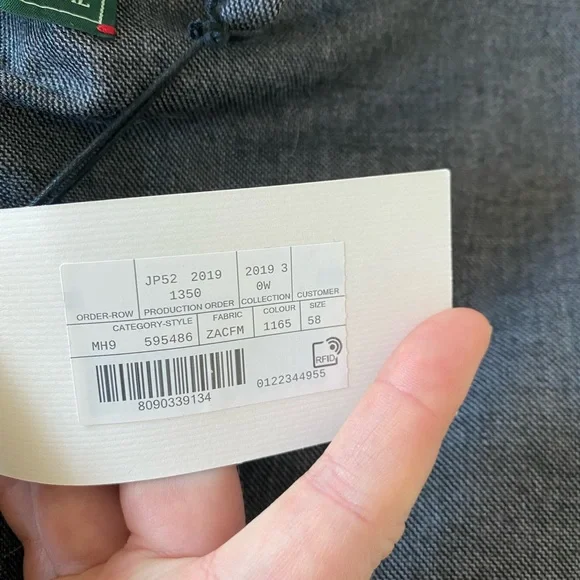 E
JP52 2019
1350
2019 3
0W
ORDER-ROW PRODUCTION ORDER COLLECTION CUSTOMER
CATEGORY-STYLE FABRIC COLOUR SIZE
MH9 595486 ZACFM 1165 58
RFID
8090339134
0122344955